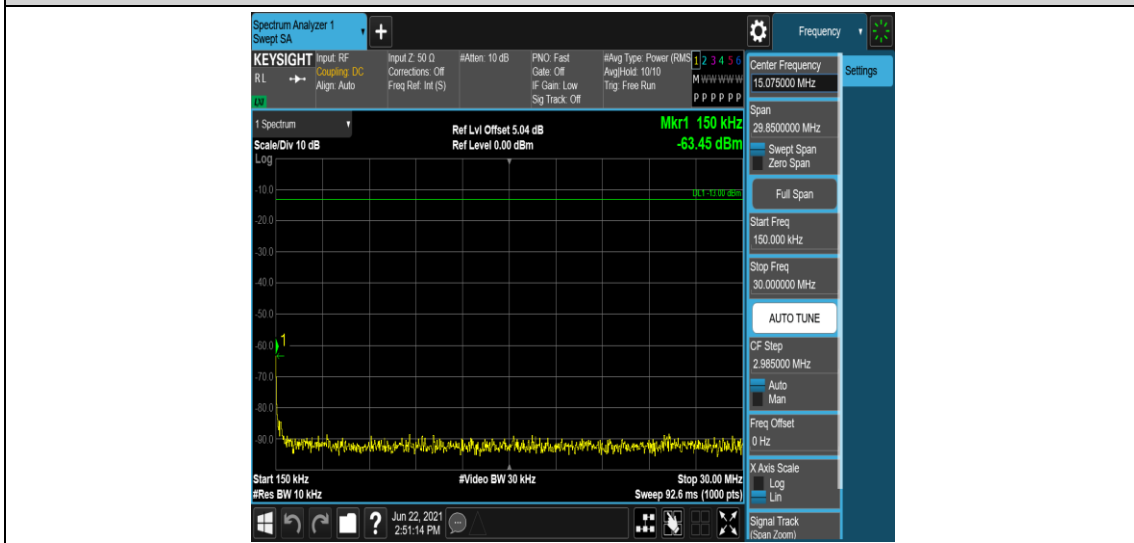 Spectrum Analyzer 1
Swept SA
+
Frequency
KEYSIGHT
RL
LXI
Input: RF
Coupling: DC
Align: Auto
Input Z: 50 Ω
Corrections: Off
Freq Ref: Int (S)
#Atten: 10 dB
PNO: Fast
Gate: Off
IF Gain: Low
Sig Track: Off
#Avg Type: Power (RMS
Avg|Hold: 10/10
Trig: Free Run
1 2 3 4 5 6
M W W W W W
P P P P P P
Center Frequency
15.075000 MHz
Settings
1 Spectrum
Scale/Div 10 dB
Ref Lvl Offset 5.04 dB
Ref Level 0.00 dBm
Mkr1 150 kHz
-63.45 dBm
Log
-10.0
-20.0
-30.0
-40.0
-50.0
-60.0
-70.0
-80.0
-90.0
DL1 -13.00 dBm
1
Start 150 kHz
#Res BW 10 kHz
#Video BW 30 kHz
Stop 30.00 MHz
Sweep 92.6 ms (1000 pts)
Span
29.8500000 MHz
Swept Span
Zero Span
Full Span
Start Freq
150.000 kHz
Stop Freq
30.000000 MHz
AUTO TUNE
CF Step
2.985000 MHz
Auto
Man
Freq Offset
0 Hz
X Axis Scale
Log
Lin
Signal Track
(Span Zoom)
?
Jun 22, 2021
2:51:14 PM